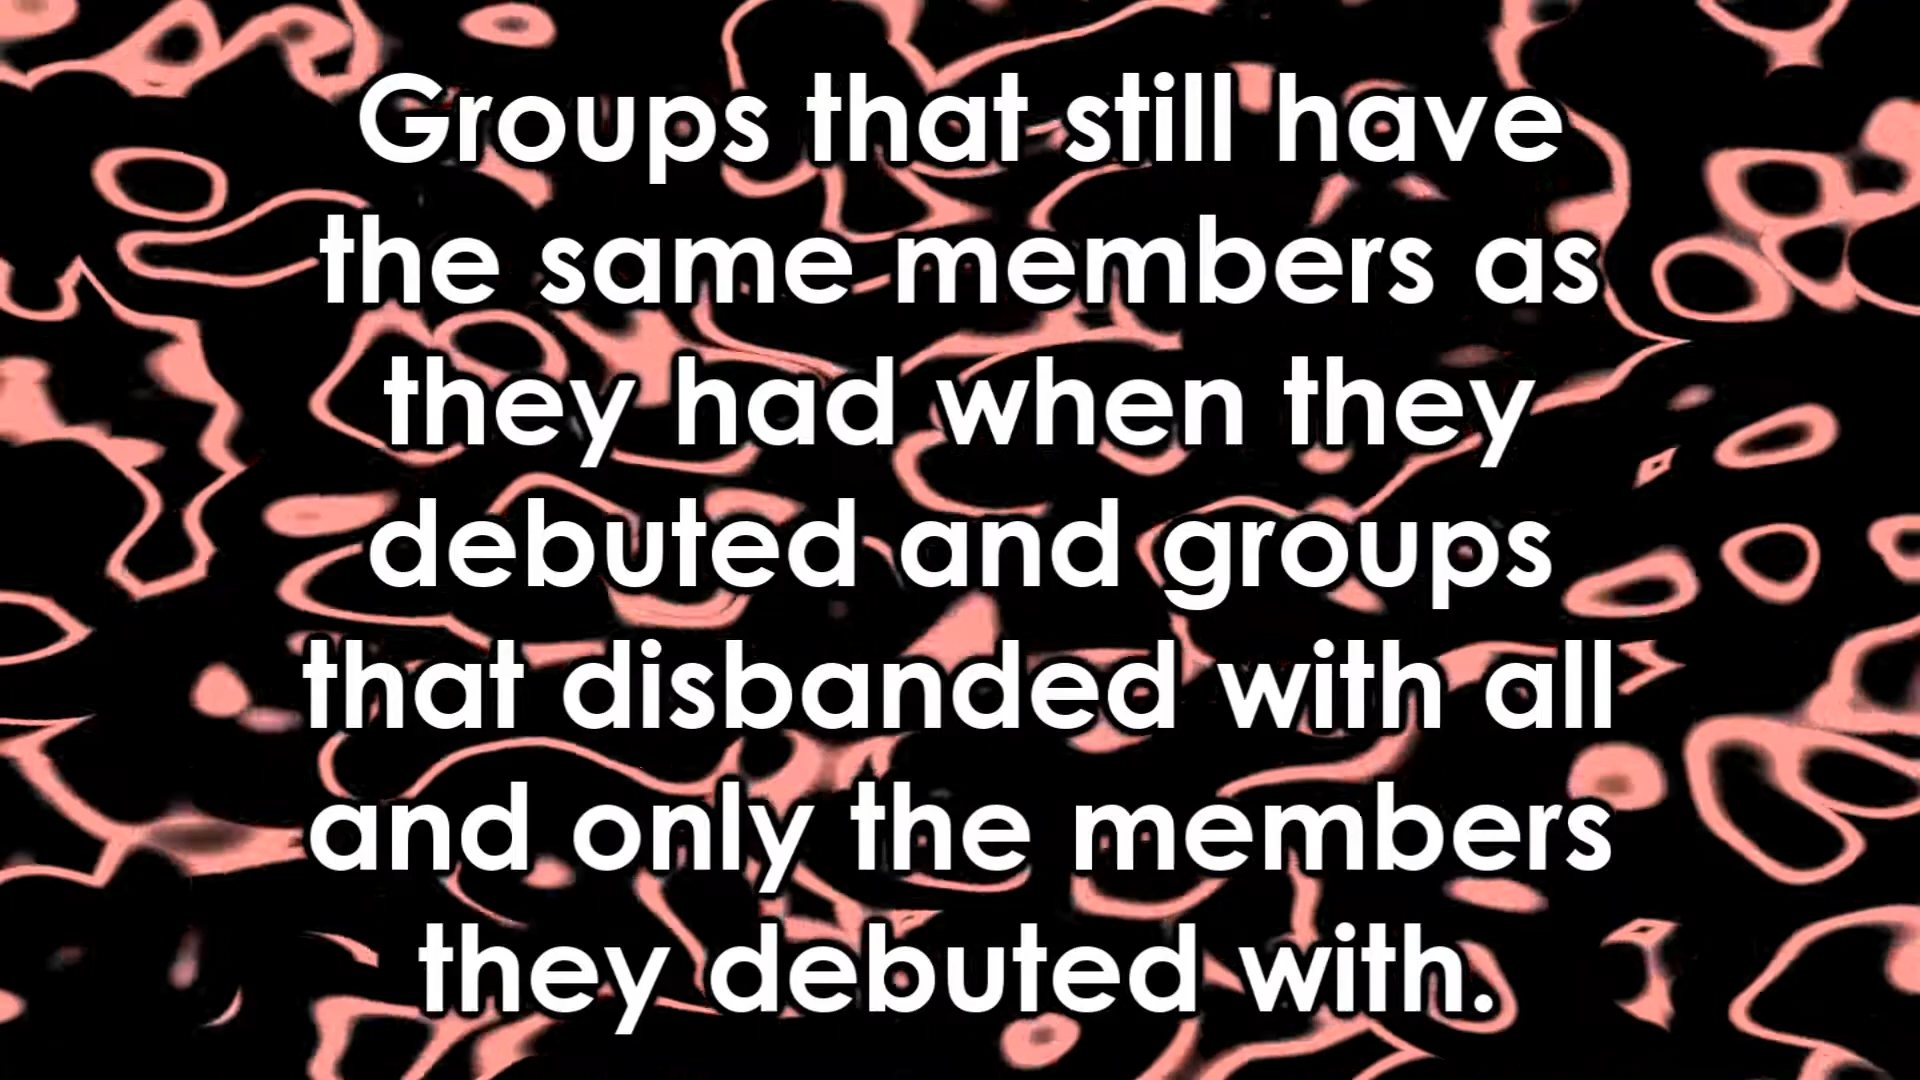 Groups that still have
the same members as
they had when they
debuted and groups
that disbanded with all
and only the members
they debuted with.